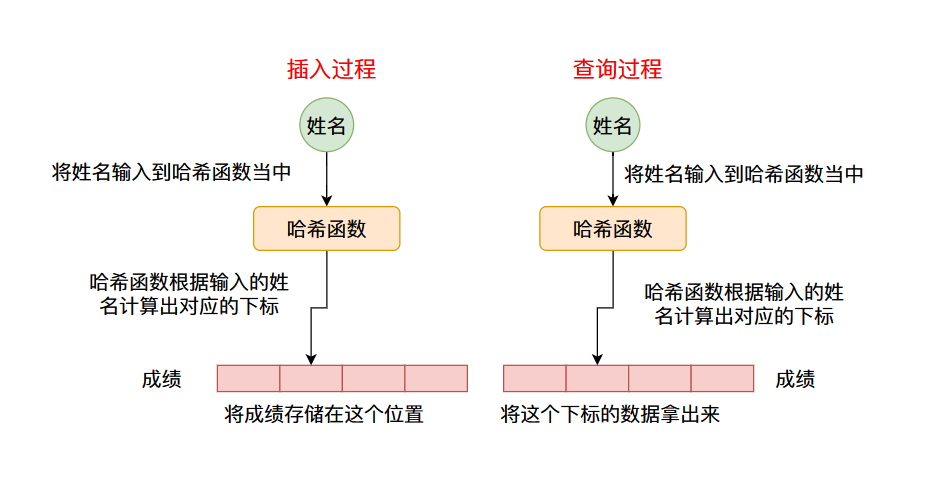 插入过程
姓名
将姓名输入到哈希函数当中
哈希函数
哈希函数根据输入的姓
名计算出对应的下标
成绩
将成绩存储在这个位置
查询过程
姓名
将姓名输入到哈希函数当中
哈希函数
哈希函数根据输入的姓
名计算出对应的下标
成绩
将这个下标的数据拿出来